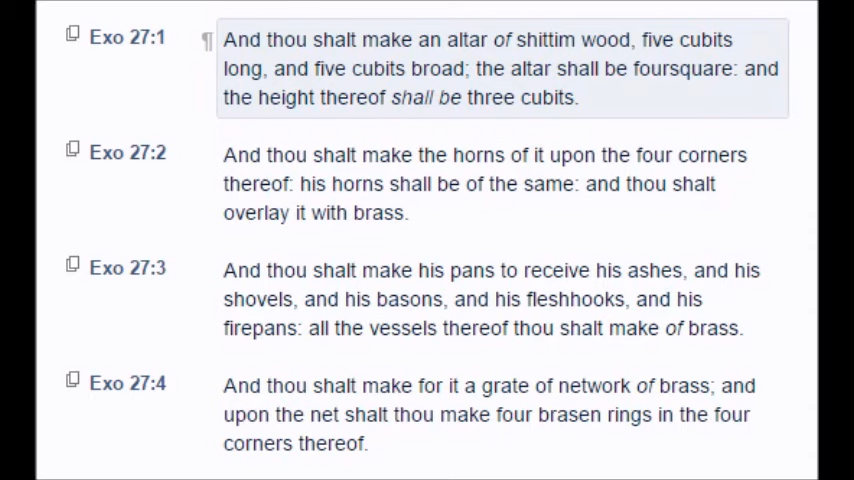 Exo 27:1 ¶ And thou shalt make an altar of shittim wood, five cubits
long, and five cubits broad; the altar shall be foursquare: and
the height thereof shall be three cubits.
Exo 27:2 And thou shalt make the horns of it upon the four corners
thereof: his horns shall be of the same: and thou shalt
overlay it with brass.
Exo 27:3 And thou shalt make his pans to receive his ashes, and his
shovels, and his basons, and his fleshhooks, and his
firepans: all the vessels thereof thou shalt make of brass.
Exo 27:4 And thou shalt make for it a grate of network of brass; and
upon the net shalt thou make four brasen rings in the four
corners thereof.